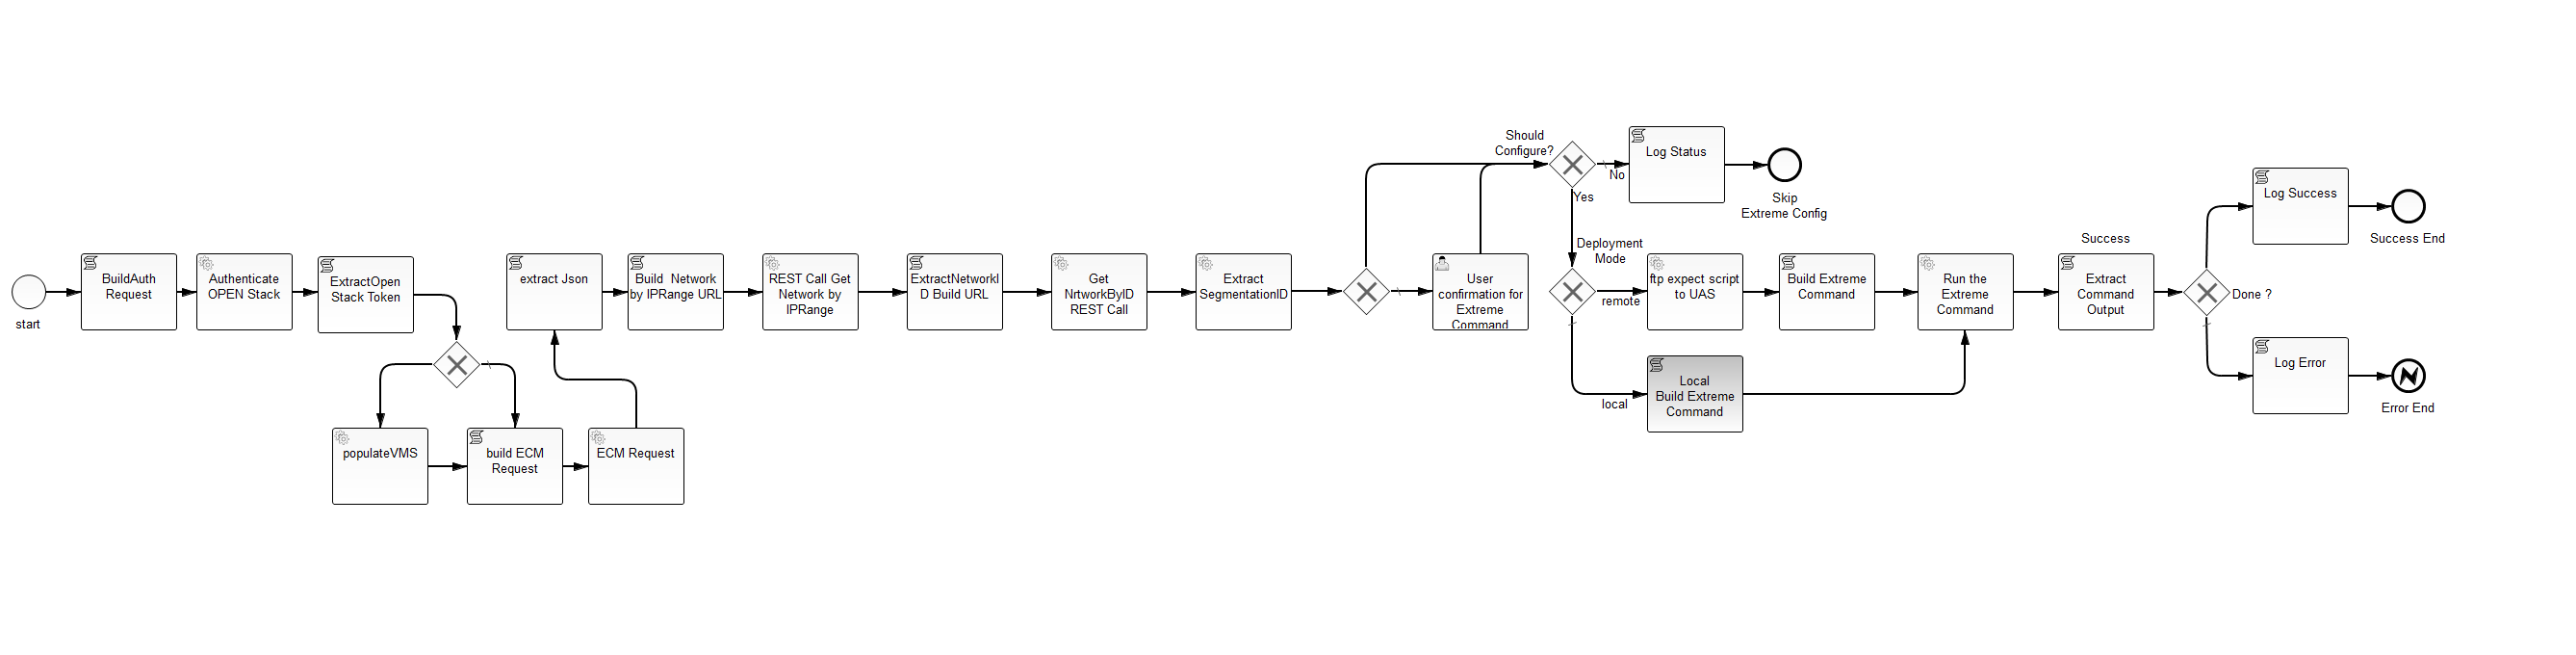 start
BuildAuth
Request
Authenticate
OPEN Stack
ExtractOpen
Stack Token
populateVMS
build ECM
Request
ECM Request
extract Json
Build  Network
by IPRange URL
REST Call Get
Network by
IPRange
ExtractNetworkI
D Build URL
Get
NrtworkByID
REST Call
Extract
SegmentationID
User
confirmation for
Extreme
Command
Should
Configure?
No
Yes
Log Status
Skip
Extreme Config
Deployment
Mode
remote
local
ftp expect script
to UAS
Build Extreme
Command
Local
Build Extreme
Command
Run the
Extreme
Command
Success
Extract
Command
Output
Done ?
Log Success
Success End
Log Error
Error End